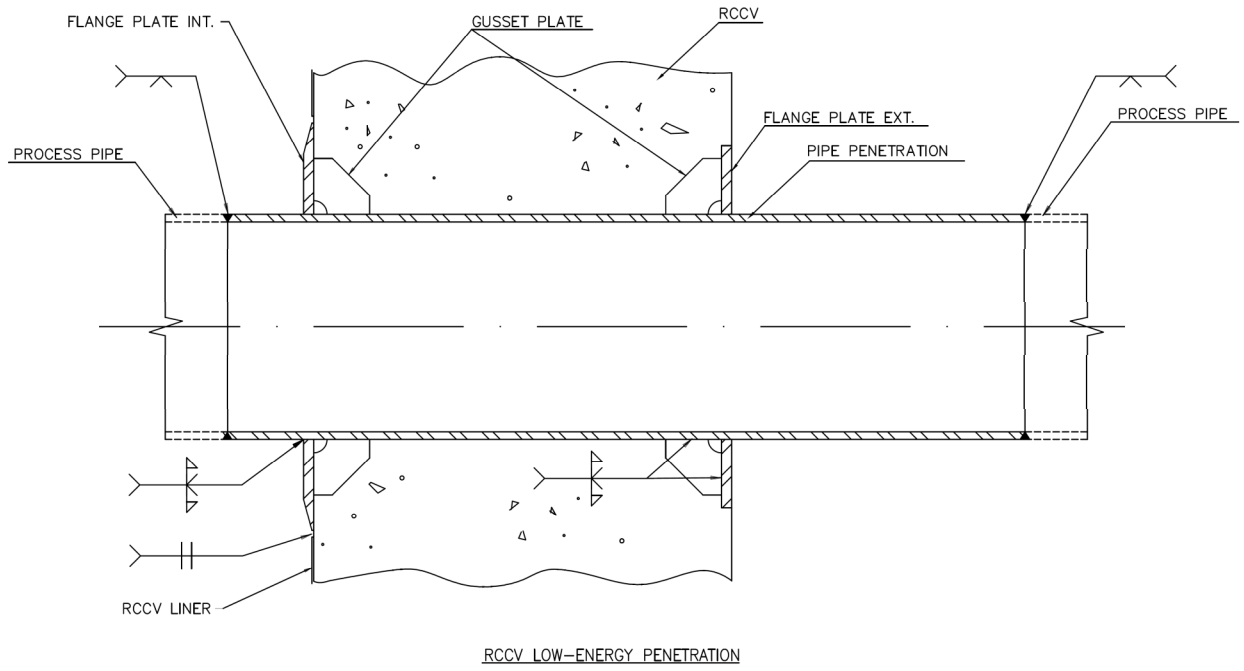 RCCV
FLANGE PLATE INT.
GUSSET PLATE
PROCESS PIPE
FLANGE PLATE EXT.
PROCESS PIPE
PIPE PENETRATION
RCCV LINER
RCCV LOW-ENERGY PENETRATION